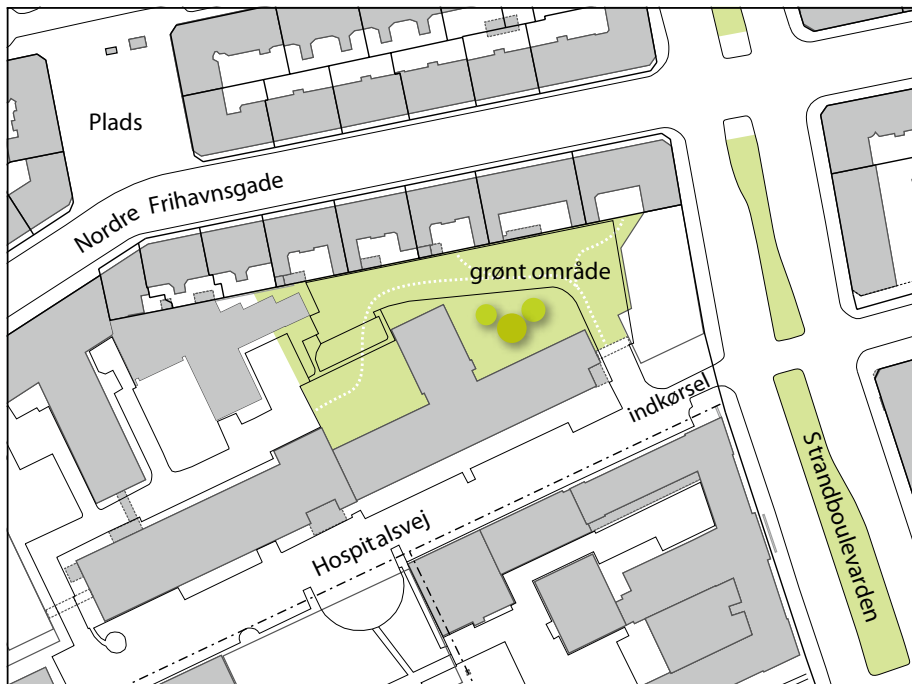 Plads
Nordre Frihavnsgade
grønt område
indkørsel
Strandboulevarden
Hospitalsvej